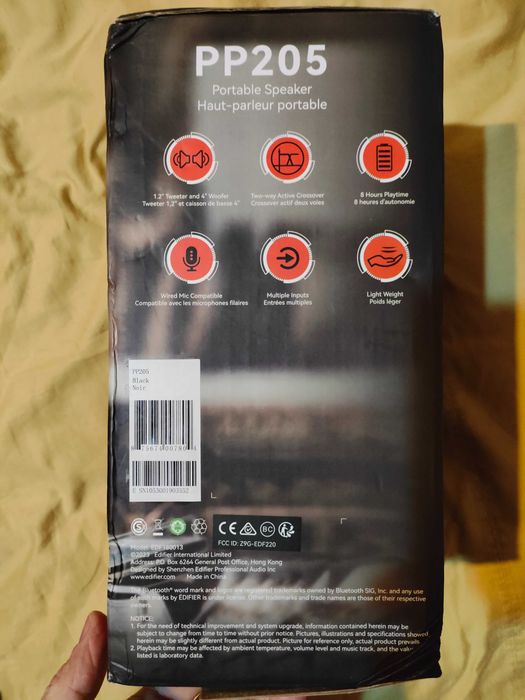 PP205
Portable Speaker
Haut-parleur portable
1.2" Tweeter and 4" Woofer
Tweeter 1,2" et caisson de basse 4"
Two-way Active Crossover
Crossover actif deux voies
8 Hours Playtime
8 heures d'autonomie
Wired Mic Compatible
Compatible avec les microphones filaires
Multiple Inputs
Entrées multiples
Light Weight
Poids léger
PP205
Black
Noir
CE
BC
FCC ID: Z9G-EDF220
©2023 Edifier International Limited
Address: P.O. Box 6264 General Post Office, Hong Kong
Designed by Shenzhen Edifier Professional Audio Inc
www.edifier.com Made in China
The Bluetooth® word mark and logos are registered trademarks owned by Bluetooth SIG, Inc. and any use
of such marks by EDIFIER is under license. Other trademarks and trade names are those of their respective
owners.
NOTICE:
1. For the need of technical improvement and system upgrade, information contained herein may be
subject to change from time to time without prior notice. Pictures, illustrations and specifications showed
herein may be slightly different from actual product. Picture for reference only, actual product prevails.
2. Playback time may be affected by ambient temperature, volume level and music track, and the
listed is laboratory data.